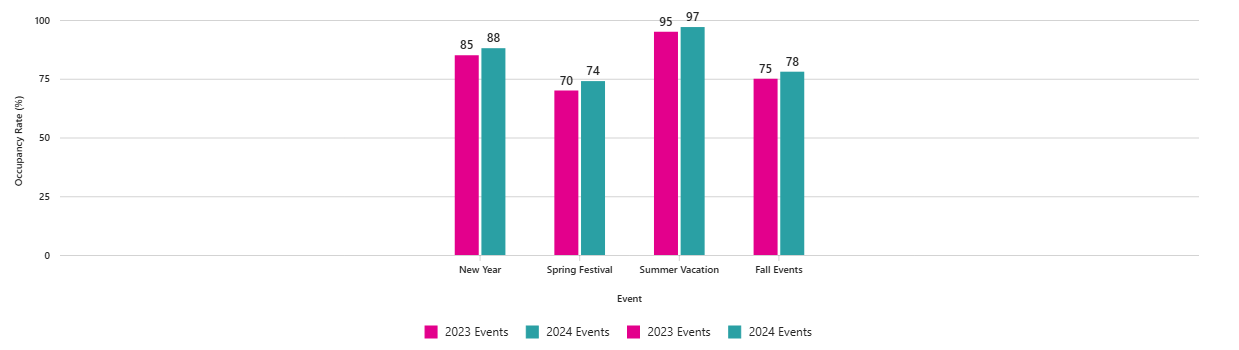 100
75
50
25
0
Occupancy Rate (%)
85 88
70 74
95 97
75 78
New Year Spring Festival Summer Vacation Fall Events
Event
2023 Events 2024 Events 2023 Events 2024 Events